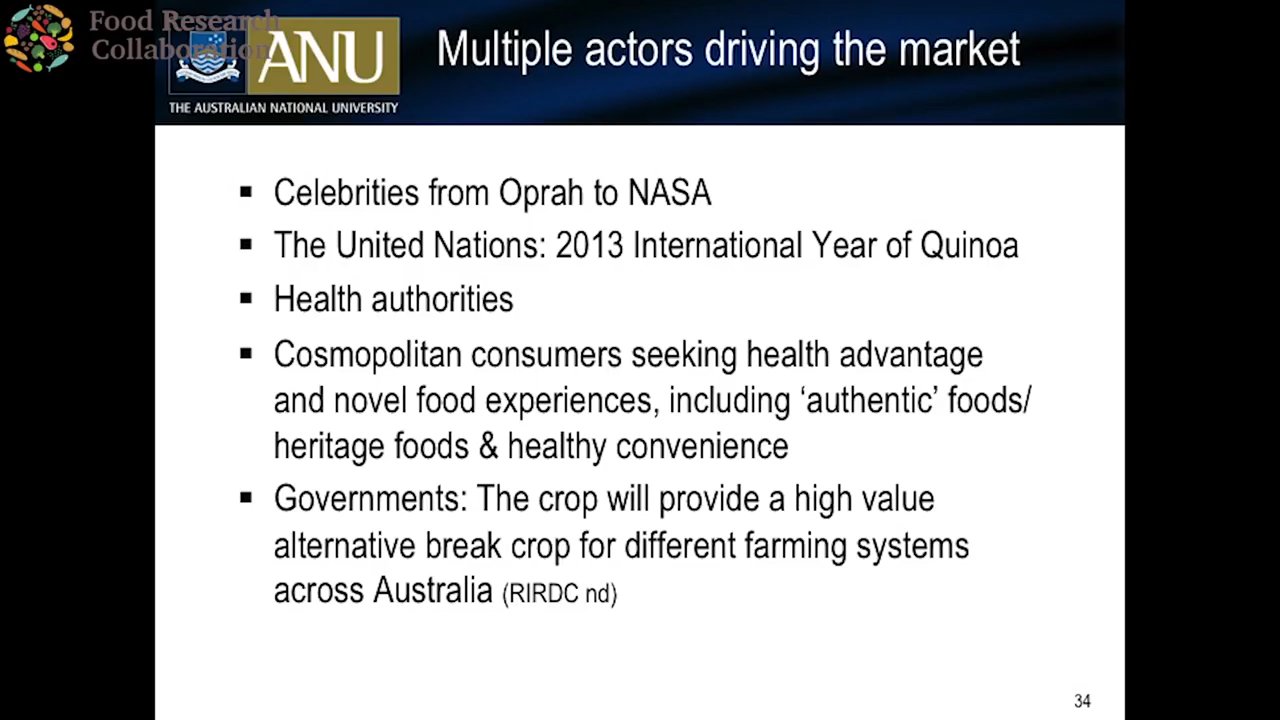 Food Research
Collaboration
ANU
THE AUSTRALIAN NATIONAL UNIVERSITY
Multiple actors driving the market
▪ Celebrities from Oprah to NASA
▪ The United Nations: 2013 International Year of Quinoa
▪ Health authorities
▪ Cosmopolitan consumers seeking health advantage
and novel food experiences, including ‘authentic’ foods/
heritage foods & healthy convenience
▪ Governments: The crop will provide a high value
alternative break crop for different farming systems
across Australia (RIRDC nd)
34